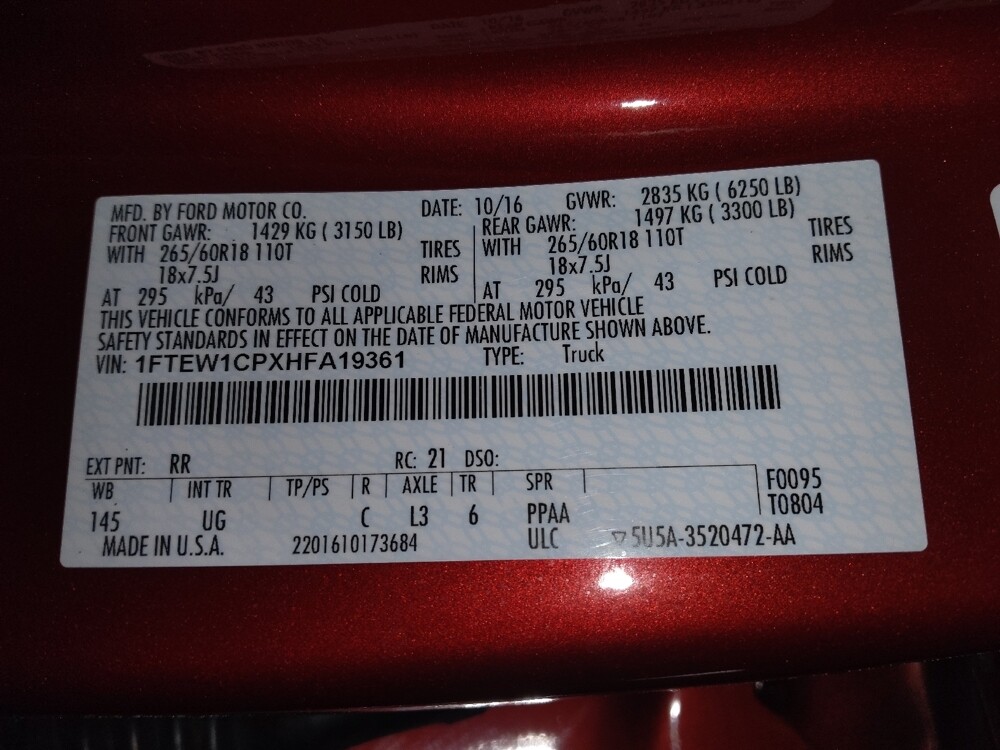 MFD. BY FORD MOTOR CO. DATE: 10/16 GVWR: 2835 KG ( 6250 LB)
FRONT GAWR: 1429 KG ( 3150 LB) REAR GAWR: 1497 KG ( 3300 LB)
WITH 265/60R18 110T TIRES WITH 265/60R18 110T TIRES
18x7.5J RIMS 18x7.5J RIMS
AT 295 kPa/ 43 PSI COLD AT 295 kPa/ 43 PSI COLD
THIS VEHICLE CONFORMS TO ALL APPLICABLE FEDERAL MOTOR VEHICLE
SAFETY STANDARDS IN EFFECT ON THE DATE OF MANUFACTURE SHOWN ABOVE.
VIN: 1FTEW1CPXHFA19361 TYPE: Truck
EXT PNT: RR RC: 21 DSO:
WB INT TR TP/PS R AXLE TR SPR F0095
145 UG C L3 6 PPAA T0804
MADE IN U.S.A. 2201610173684 ULC ▽5U5A-3520472-AA